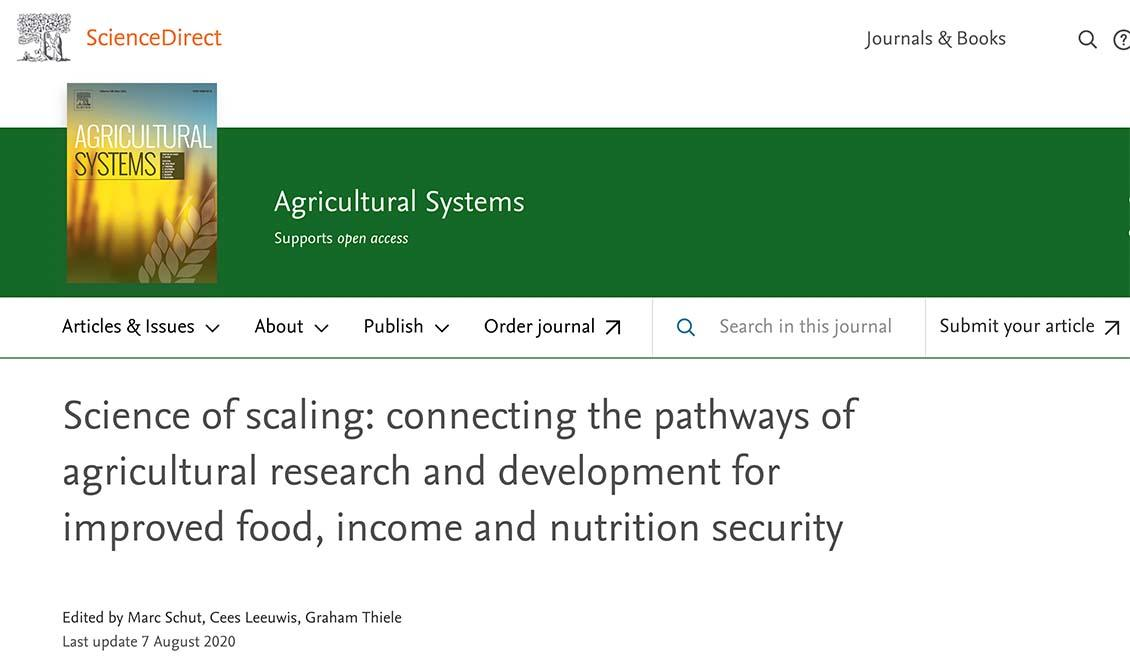 ScienceDirect
Journals & Books
AGRICULTURAL
SYSTEMS
Agricultural Systems
Supports open access
Articles & Issues
About
Publish
Order journal
Search in this journal
Submit your article
Science of scaling: connecting the pathways of
agricultural research and development for
improved food, income and nutrition security
Edited by Marc Schut, Cees Leeuwis, Graham Thiele
Last update 7 August 2020